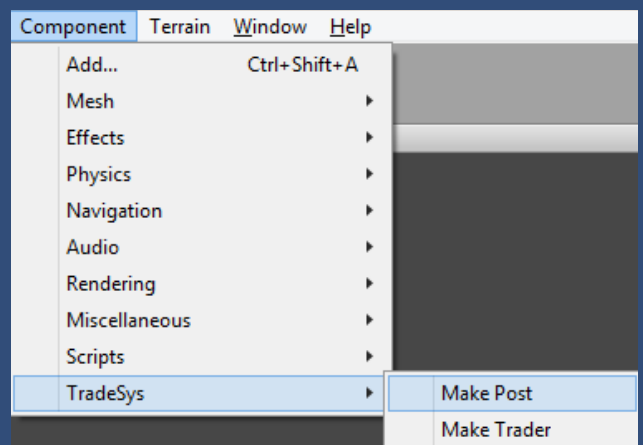 Component Terrain Window Help
Add... Ctrl+Shift+A
Mesh
Effects
Physics
Navigation
Audio
Rendering
Miscellaneous
Scripts
TradeSys Make Post
Make Trader